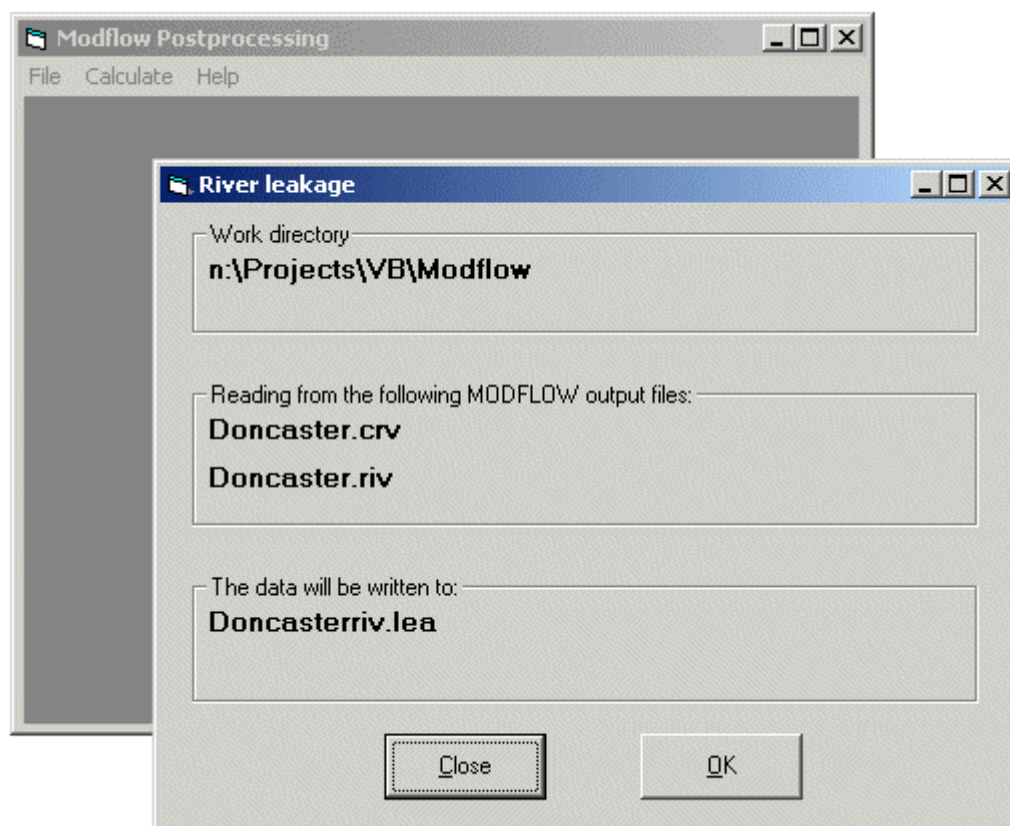 Modflow Postprocessing
File Calculate Help
River leakage
Work directory
n:\Projects\VB\Modflow
Reading from the following MODFLOW output files:
Doncaster.crv
Doncaster.riv
The data will be written to:
Doncasterriv.lea
Close OK